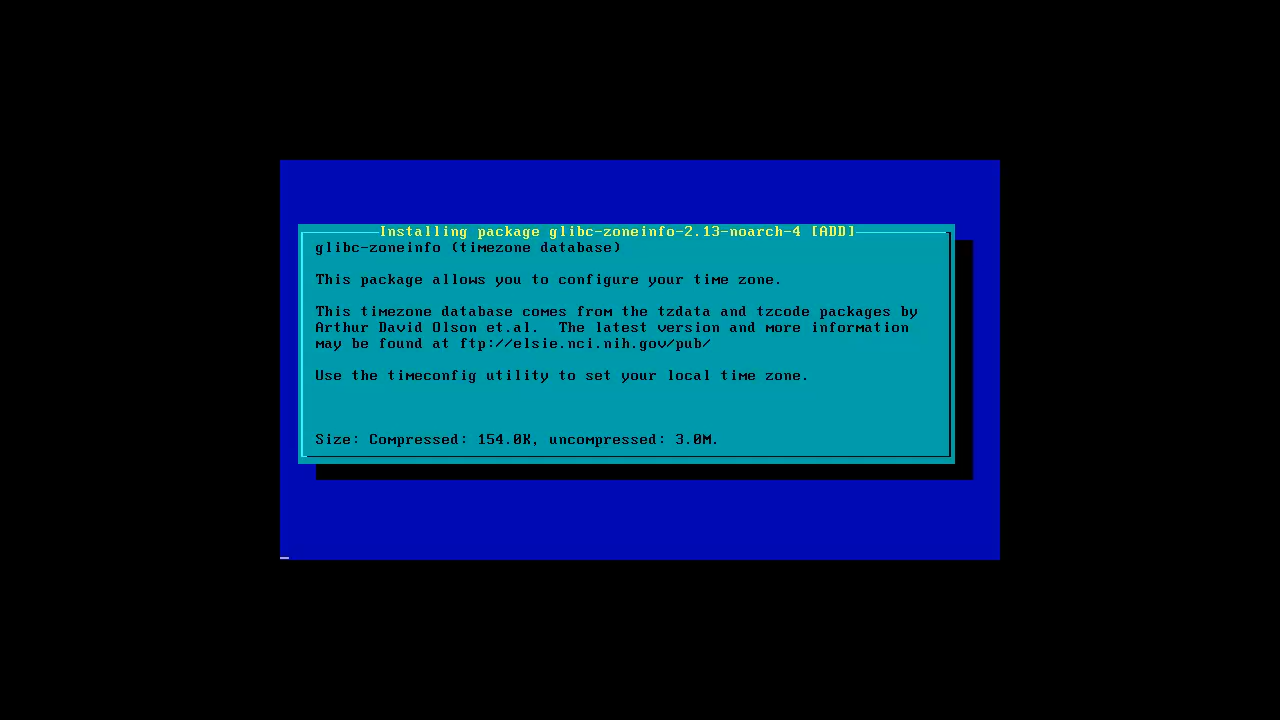 Installing package glibc-zoneinfo-2.13-noarch-4 [ADD]
glibc-zoneinfo (timezone database)
This package allows you to configure your time zone.
This timezone database comes from the tzdata and tzcode packages by
Arthur David Olson et.al.  The latest version and more information
may be found at ftp://elsie.nci.nih.gov/pub/
Use the timeconfig utility to set your local time zone.
Size: Compressed: 154.0K, uncompressed: 3.0M.